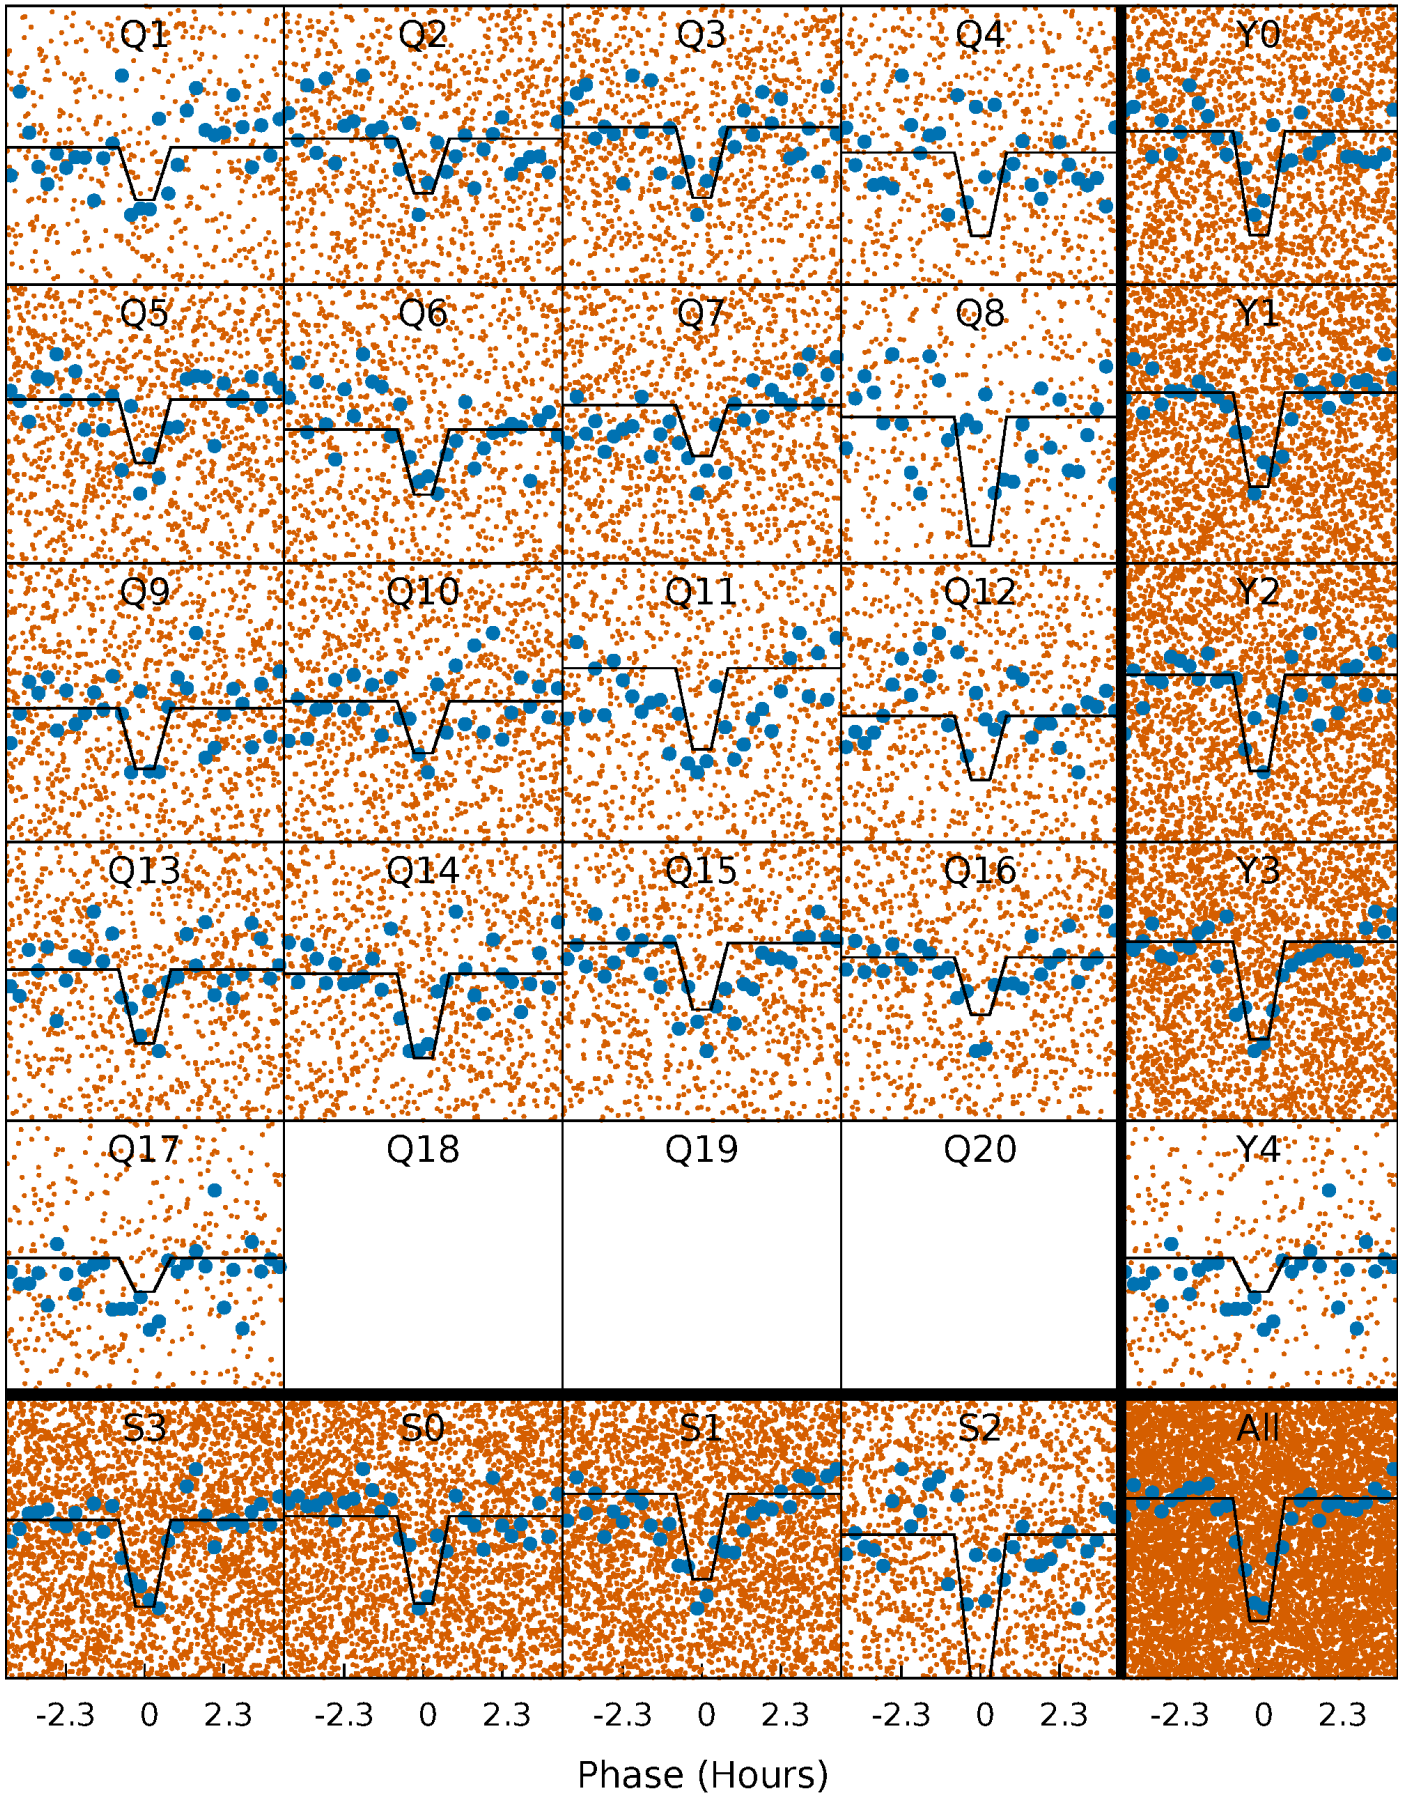 Q1 Q2 Q3 Q4 Y0
Q5 Q6 Q7 Q8 Y1
Q9 Q10 Q11 Q12 Y2
Q13 Q14 Q15 Q16 Y3
Q17 Q18 Q19 Q20 Y4
S3 S0 S1 S2 All
-2.3 0 2.3 -2.3 0 2.3 -2.3 0 2.3 -2.3 0 2.3 -2.3 0 2.3
Phase (Hours)